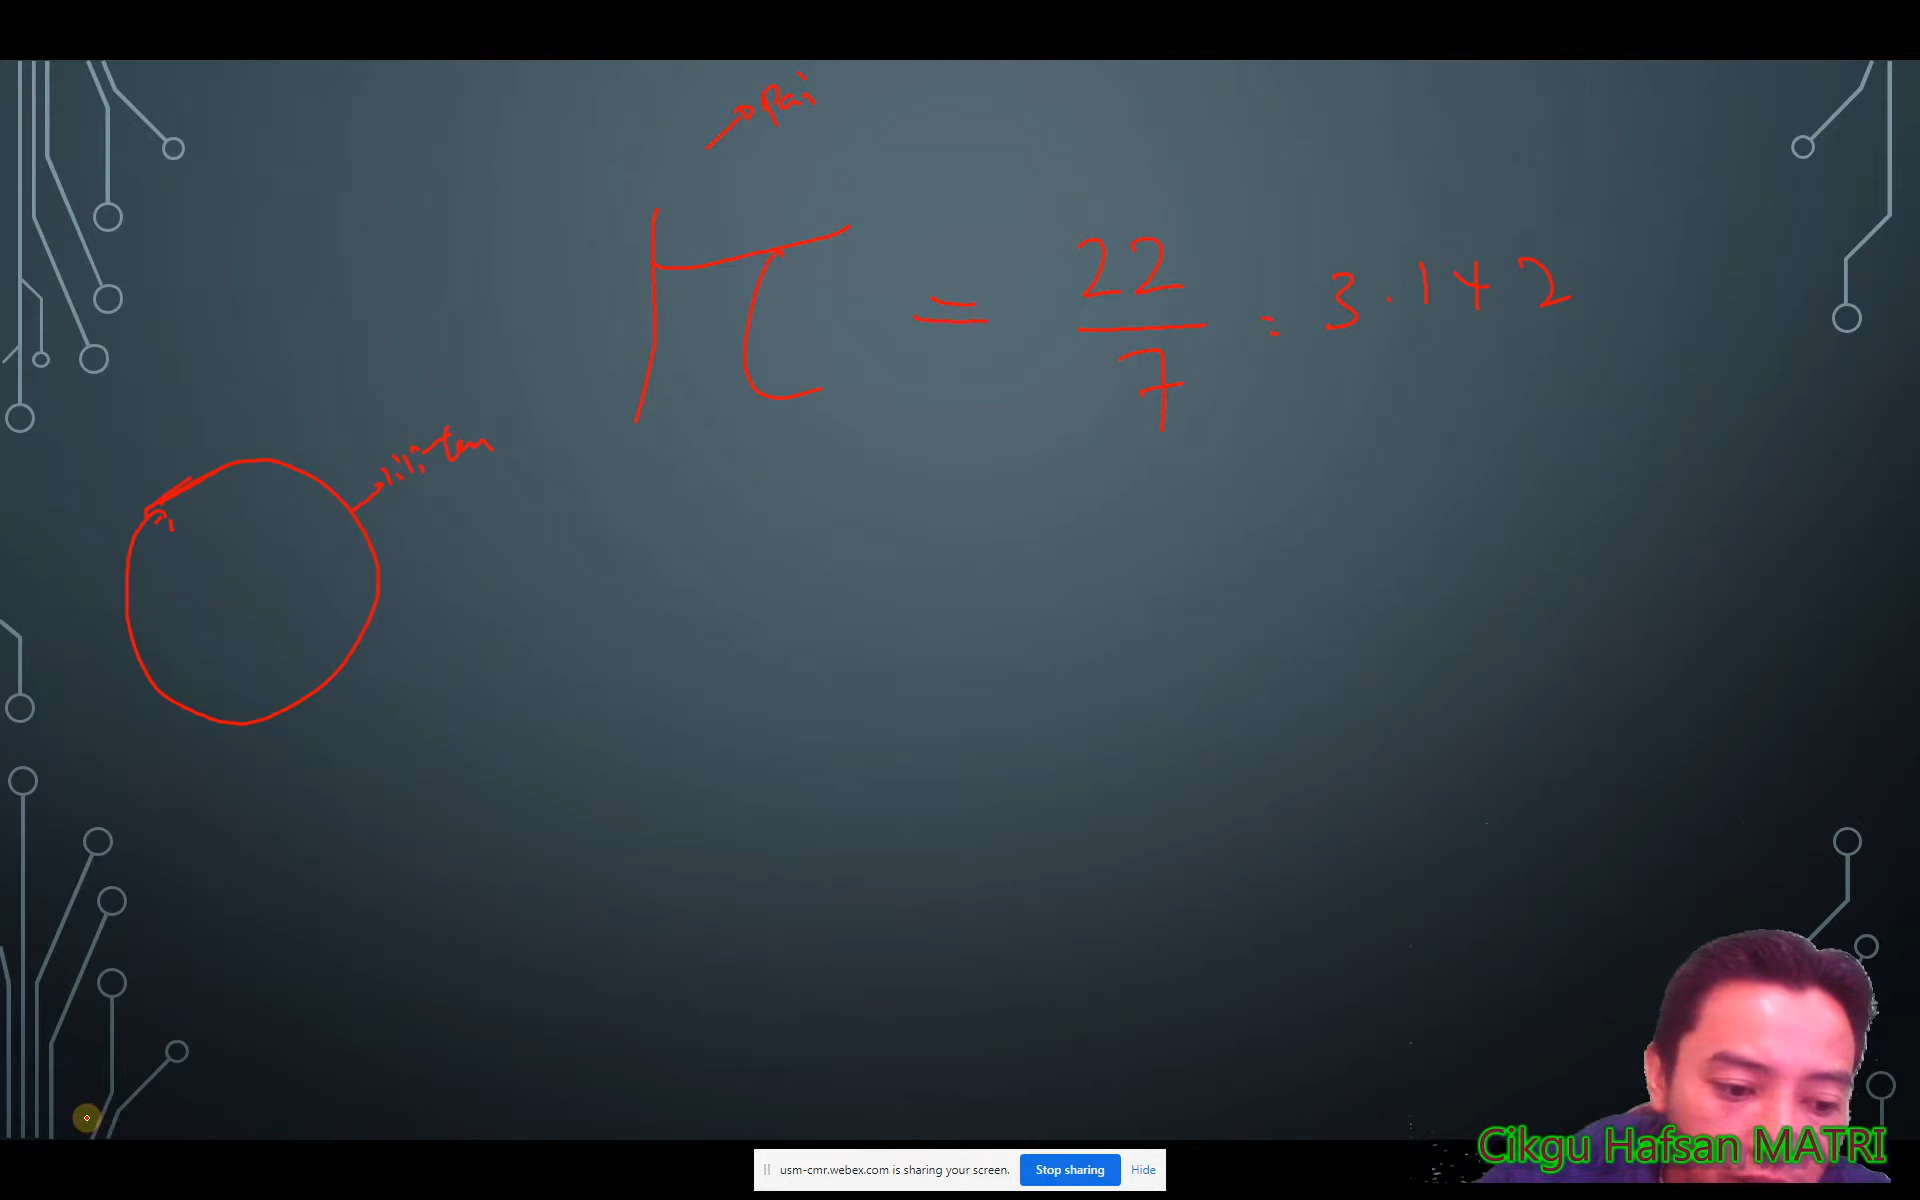 Pai
π = 22/7 = 3.142
lilitan
Cikgu Hafsan MATRI
usm-cmr.webex.com is sharing your screen. Stop sharing Hide